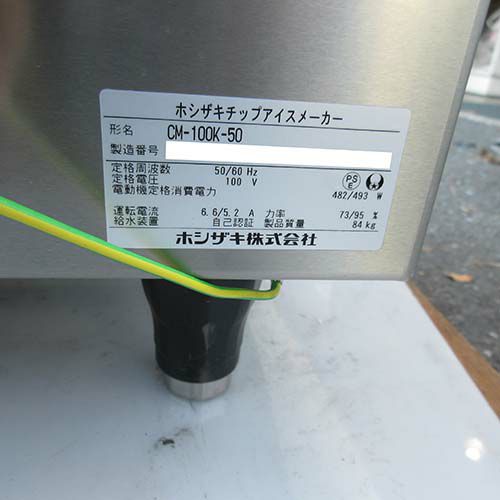 ホシザキチップアイスメーカー
形名 CM-100K-50
製造番号
定格周波数 50/60 Hz
定格電圧 100 V
電動機定格消費電力 482/493 W
運転電流 6.6/5.2 A 力率 73/95 %
給水装置 自己認証 製品質量 84 kg
ホシザキ株式会社
PS
E